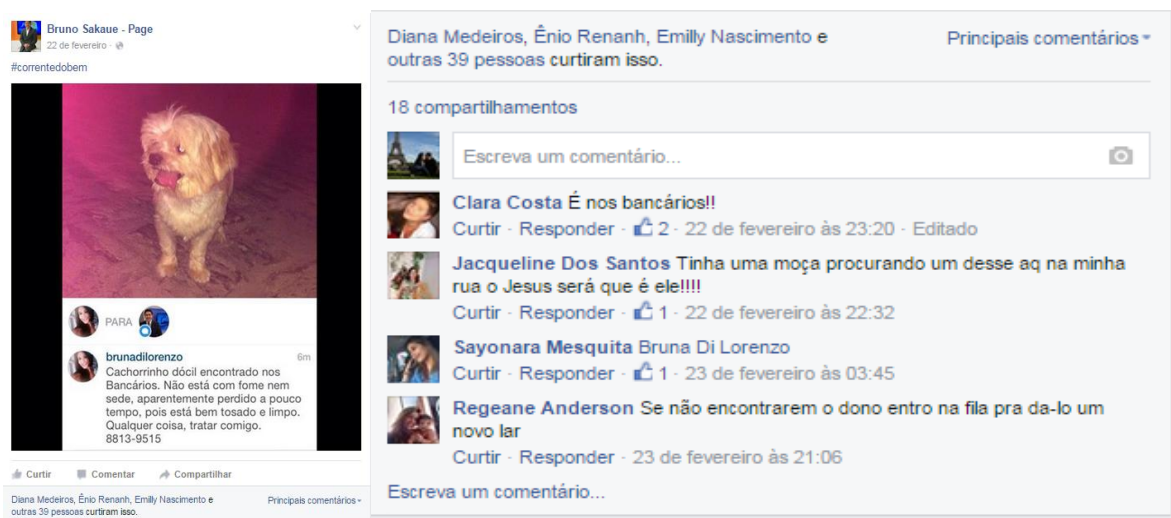 Bruno Sakaue - Page
22 de fevereiro ·
#correntedobem
PARA
brunadilorenzo 6m
Cachorrinho dócil encontrado nos
Bancários. Não está com fome nem
sede, aparentemente perdido a pouco
tempo, pois está bem tosado e limpo.
Qualquer coisa, tratar comigo.
8813-9515
Curtir Comentar Compartilhar
Diana Medeiros, Ênio Renanh, Emilly Nascimento e
outras 39 pessoas curtiram isso.
Principais comentários
Diana Medeiros, Ênio Renanh, Emilly Nascimento e
outras 39 pessoas curtiram isso.
Principais comentários
18 compartilhamentos
Escreva um comentário...
Clara Costa É nos bancários!!
Curtir · Responder · 2 · 22 de fevereiro às 23:20 · Editado
Jacqueline Dos Santos Tinha uma moça procurando um desse aq na minha
rua o Jesus será que é ele!!!!
Curtir · Responder · 1 · 22 de fevereiro às 22:32
Sayonara Mesquita Bruna Di Lorenzo
Curtir · Responder · 1 · 23 de fevereiro às 03:45
Regeane Anderson Se não encontrarem o dono entro na fila pra da-lo um
novo lar
Curtir · Responder · 23 de fevereiro às 21:06
Escreva um comentário...